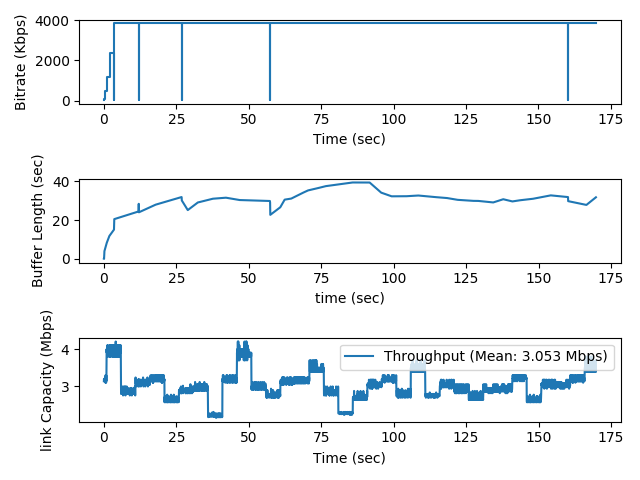 Bitrate (Kbps)
4000
2000
0
0 25 50 75 100 125 150 175
Time (sec)
Buffer Length (sec)
40
20
0
0 25 50 75 100 125 150 175
time (sec)
link Capacity (Mbps)
4
3
Throughput (Mean: 3.053 Mbps)
0 25 50 75 100 125 150 175
Time (sec)